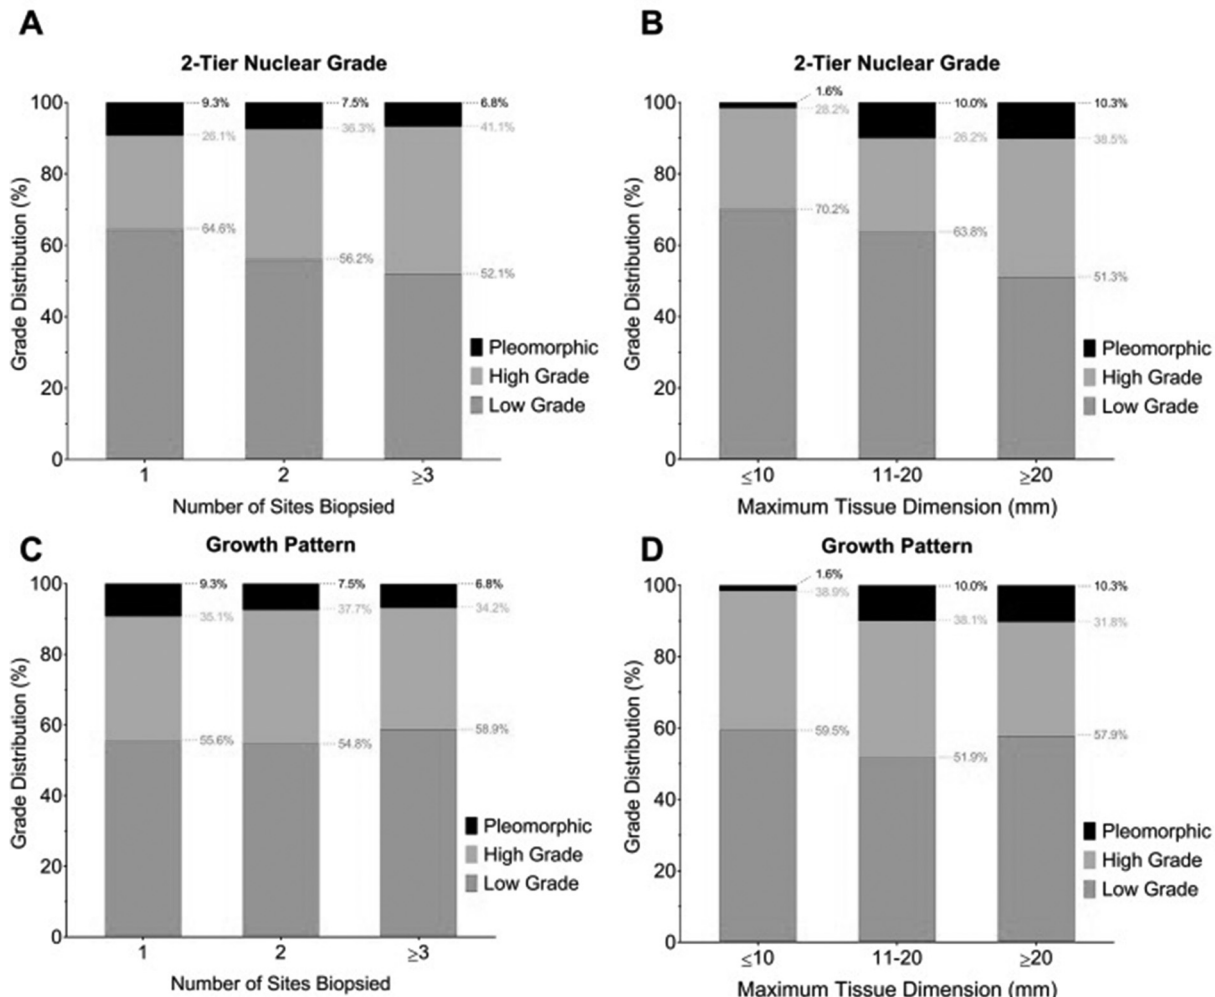 A
2-Tier Nuclear Grade
100
80
60
40
20
0
Grade Distribution (%)
9.3%
26.1%
64.6%
7.5%
36.3%
56.2%
6.8%
41.1%
52.1%
Pleomorphic
High Grade
Low Grade
1
2
≥3
Number of Sites Biopsied
B
2-Tier Nuclear Grade
100
80
60
40
20
0
Grade Distribution (%)
1.6%
28.2%
70.2%
10.0%
26.2%
63.8%
10.3%
38.5%
51.3%
Pleomorphic
High Grade
Low Grade
≤10
11-20
≥20
Maximum Tissue Dimension (mm)
C
Growth Pattern
100
80
60
40
20
0
Grade Distribution (%)
9.3%
35.1%
55.6%
7.5%
37.7%
54.8%
6.8%
34.2%
58.9%
Pleomorphic
High Grade
Low Grade
1
2
≥3
Number of Sites Biopsied
D
Growth Pattern
100
80
60
40
20
0
Grade Distribution (%)
1.6%
38.9%
59.5%
10.0%
38.1%
51.9%
10.3%
31.8%
57.9%
Pleomorphic
High Grade
Low Grade
≤10
11-20
≥20
Maximum Tissue Dimension (mm)